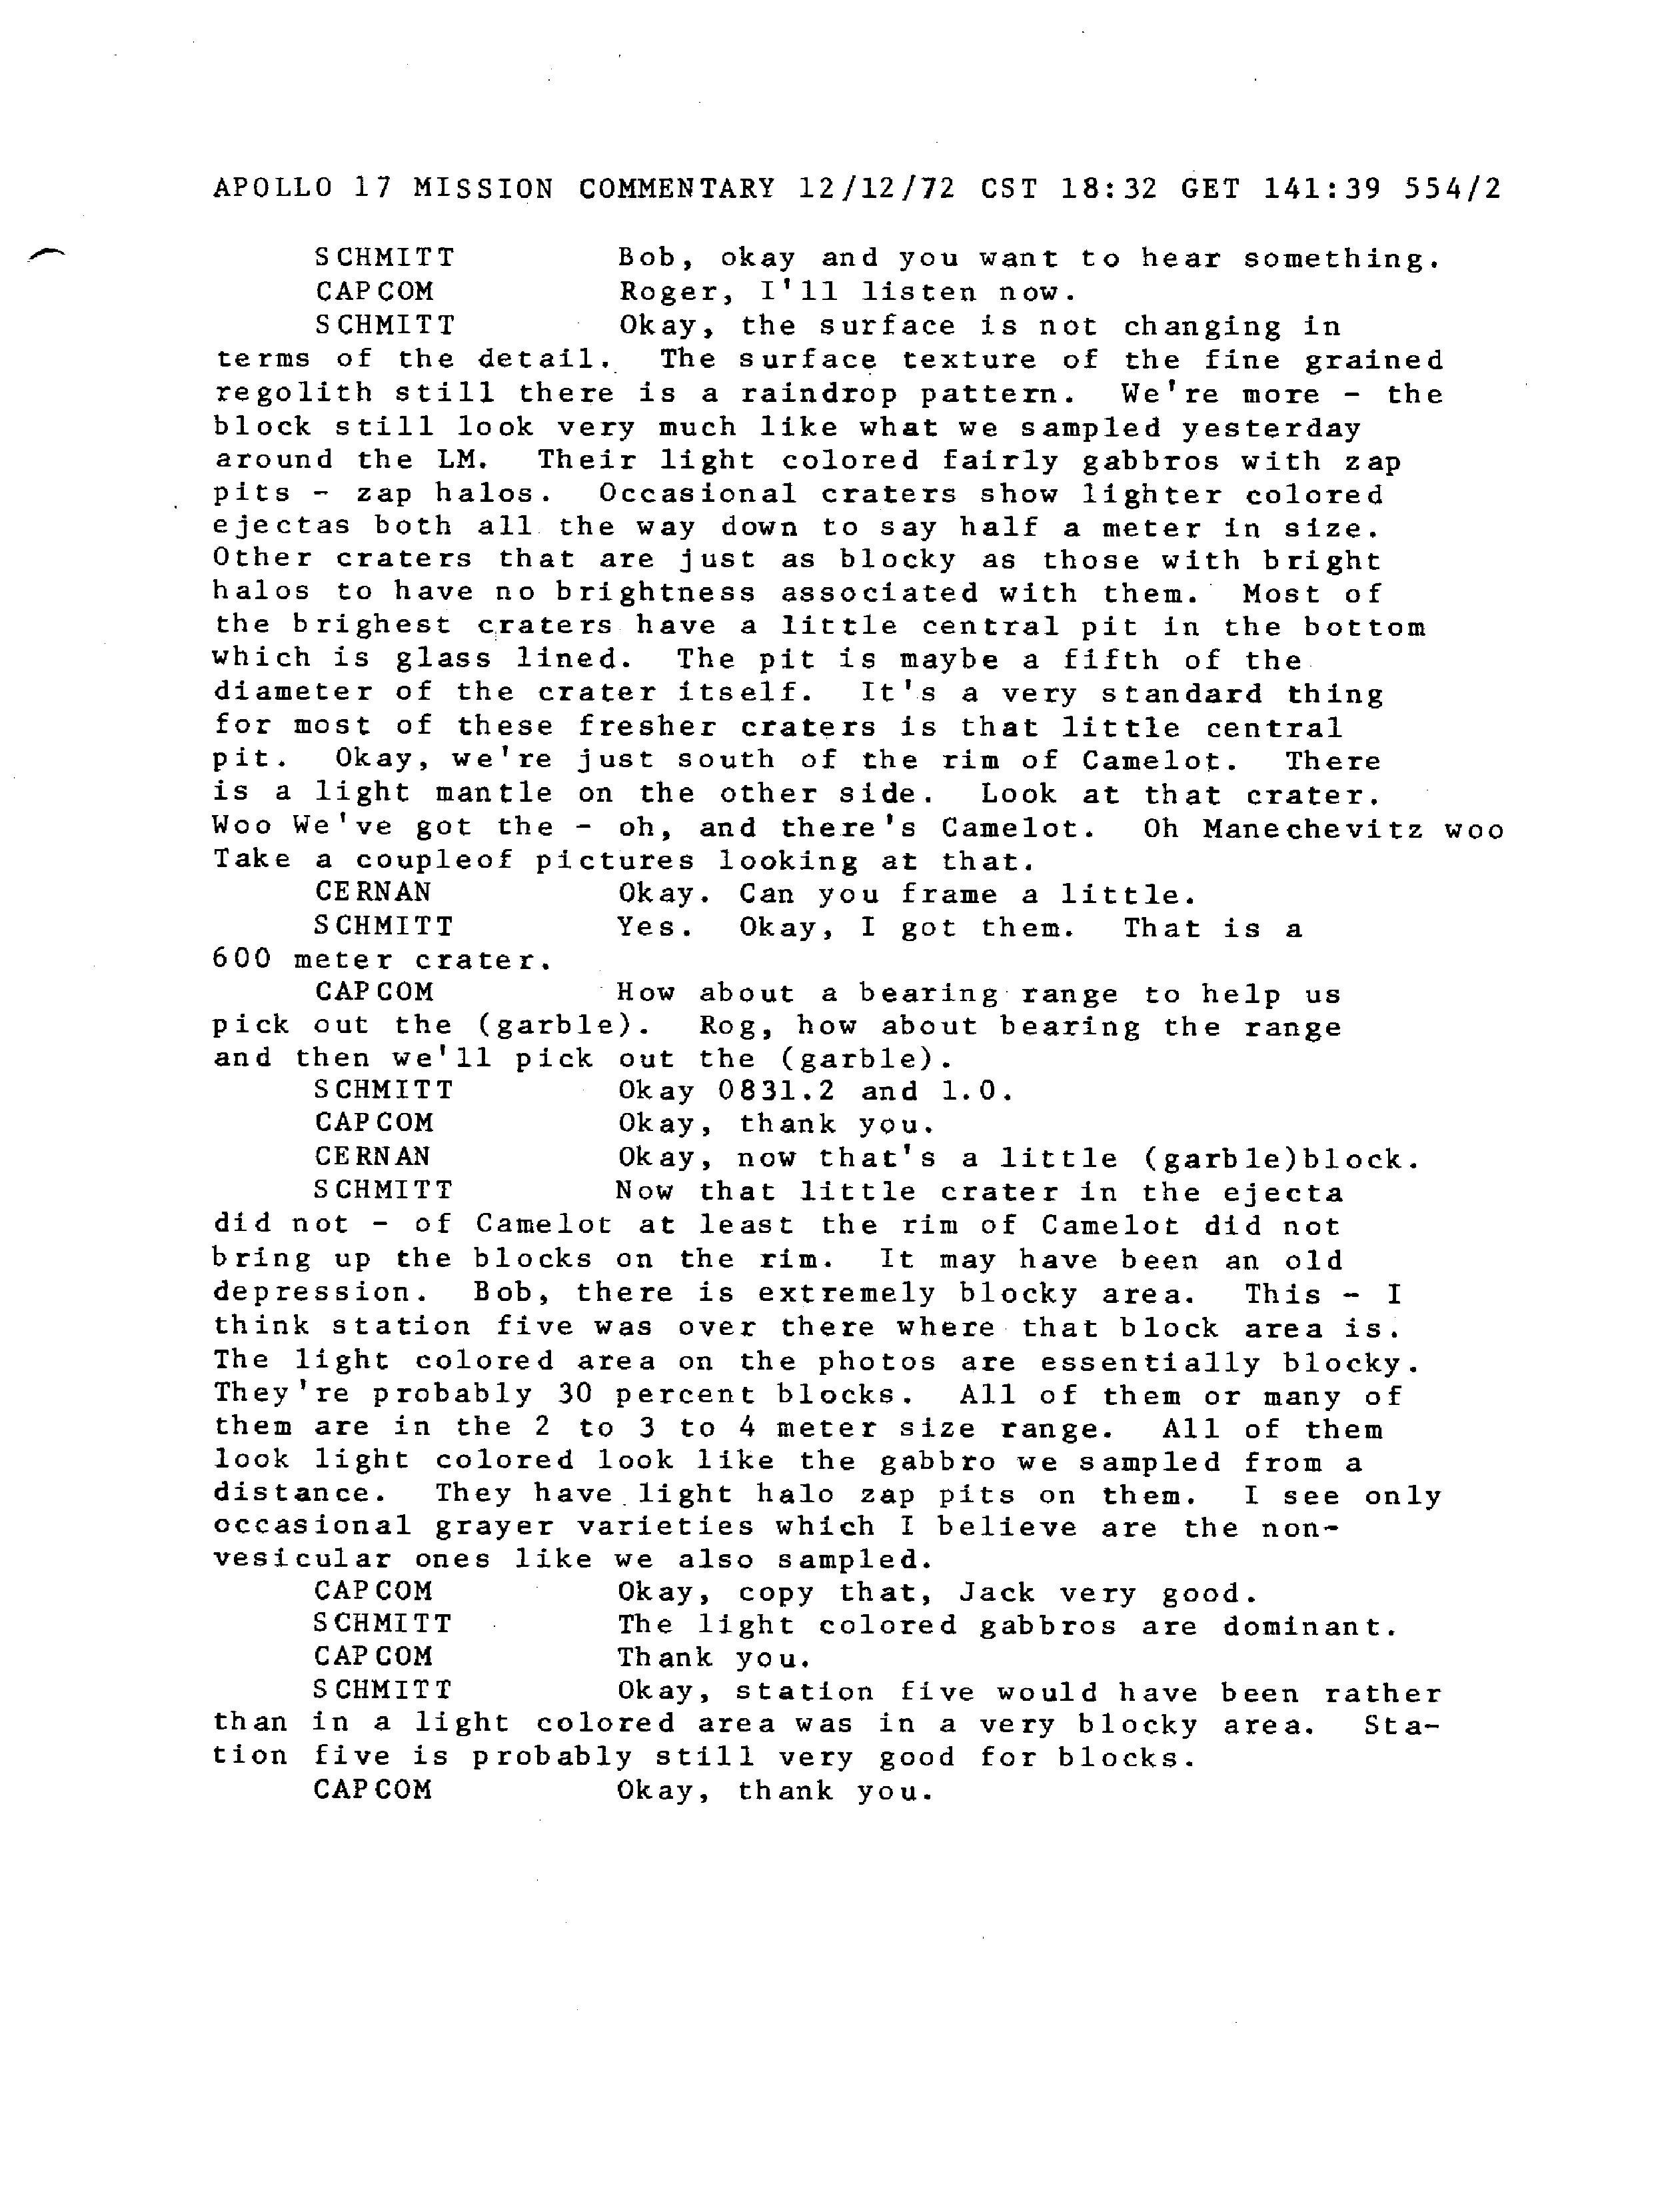 APOLLO 17 MISSION COMMENTARY 12/12/72 CST 18:32 GET 141:39 554/2
SCHMITT Bob, okay and you want to hear something.
CAPCOM Roger, I'll listen now.
SCHMITT Okay, the surface is not changing in
terms of the detail. The surface texture of the fine grained
regolith still there is a raindrop pattern. We're more - the
block still look very much like what we sampled yesterday
around the LM. Their light colored fairly gabbros with zap
pits - zap halos. Occasional craters show lighter colored
ejectas both all the way down to say half a meter in size.
Other craters that are just as blocky as those with bright
halos to have no brightness associated with them. Most of
the brighest craters have a little central pit in the bottom
which is glass lined. The pit is maybe a fifth of the
diameter of the crater itself. It's a very standard thing
for most of these fresher craters is that little central
pit. Okay, we're just south of the rim of Camelot. There
is a light mantle on the other side. Look at that crater.
Woo We've got the - oh, and there's Camelot. Oh Manechevitz woo
Take a coupleof pictures looking at that.
CERNAN Okay. Can you frame a little.
SCHMITT Yes. Okay, I got them. That is a
600 meter crater.
CAPCOM How about a bearing range to help us
pick out the (garble). Rog, how about bearing the range
and then we'll pick out the (garble).
SCHMITT Okay 0831.2 and 1.0.
CAPCOM Okay, thank you.
CERNAN Okay, now that's a little (garble)block.
SCHMITT Now that little crater in the ejecta
did not - of Camelot at least the rim of Camelot did not
bring up the blocks on the rim. It may have been an old
depression. Bob, there is extremely blocky area. This - I
think station five was over there where that block area is.
The light colored area on the photos are essentially blocky.
They're probably 30 percent blocks. All of them or many of
them are in the 2 to 3 to 4 meter size range. All of them
look light colored look like the gabbro we sampled from a
distance. They have light halo zap pits on them. I see only
occasional grayer varieties which I believe are the non-
vesicular ones like we also sampled.
CAPCOM Okay, copy that, Jack very good.
SCHMITT The light colored gabbros are dominant.
CAPCOM Thank you.
SCHMITT Okay, station five would have been rather
than in a light colored area was in a very blocky area. Sta-
tion five is probably still very good for blocks.
CAPCOM Okay, thank you.